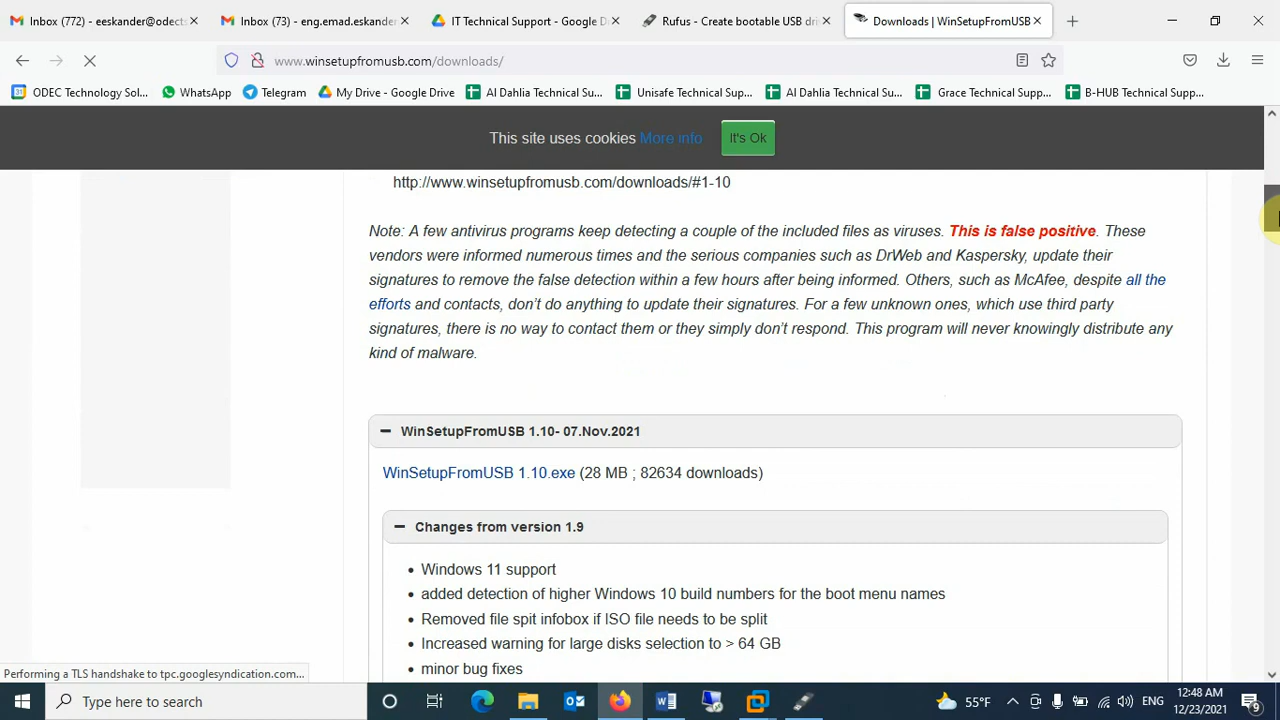 Inbox (772) - eeskander@odects
Inbox (73) - eng.emad.eskander
IT Technical Support - Google D
Rufus - Create bootable USB dri
Downloads | WinSetupFromUSB
www.winsetupfromusb.com/downloads/
ODEC Technology Sol...
WhatsApp
Telegram
My Drive - Google Drive
Al Dahlia Technical Su...
Unisafe Technical Sup...
Al Dahlia Technical Su...
Grace Technical Supp...
B-HUB Technical Supp...
This site uses cookies More info It's Ok
http://www.winsetupfromusb.com/downloads/#1-10
Note: A few antivirus programs keep detecting a couple of the included files as viruses. This is false positive. These
vendors were informed numerous times and the serious companies such as DrWeb and Kaspersky, update their
signatures to remove the false detection within a few hours after being informed. Others, such as McAfee, despite all the
efforts and contacts, don't do anything to update their signatures. For a few unknown ones, which use third party
signatures, there is no way to contact them or they simply don't respond. This program will never knowingly distribute any
kind of malware.
WinSetupFromUSB 1.10- 07.Nov.2021
WinSetupFromUSB 1.10.exe (28 MB ; 82634 downloads)
Changes from version 1.9
Windows 11 support
added detection of higher Windows 10 build numbers for the boot menu names
Removed file spit infobox if ISO file needs to be split
Increased warning for large disks selection to > 64 GB
minor bug fixes
Performing a TLS handshake to tpc.googlesyndication.com...
Type here to search
55°F
ENG
12:48 AM
12/23/2021
9